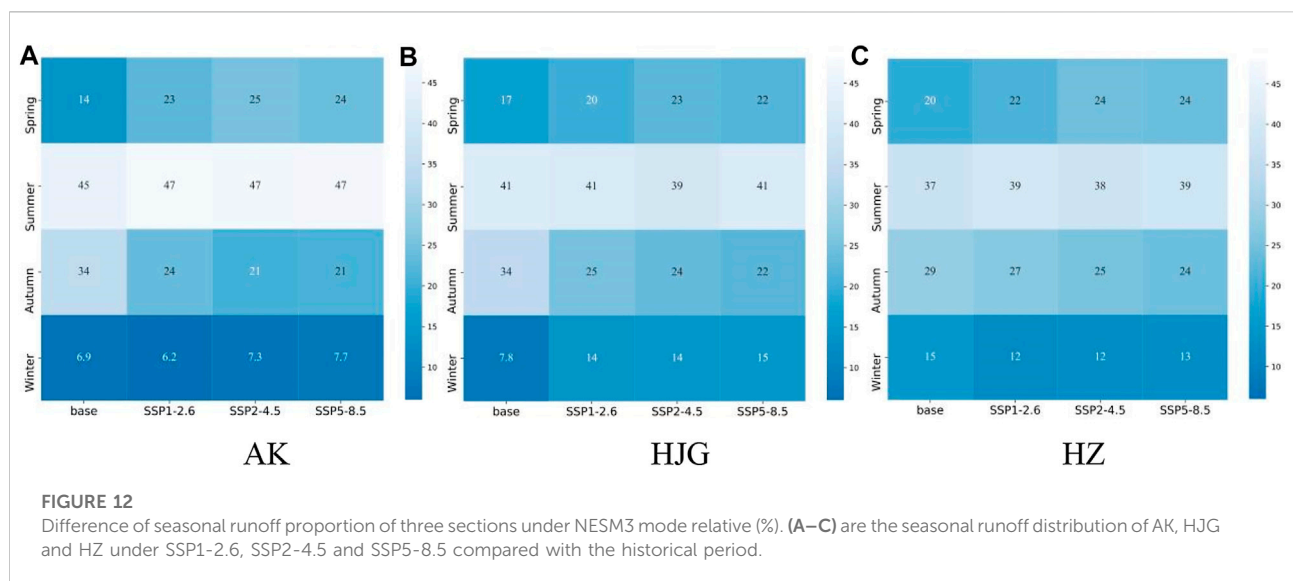 A
B
C
Spring 14 23 25 24
Summer 45 47 47 47
Autumn 34 24 21 21
Winter 6.9 6.2 7.3 7.7
base SSP1-2.6 SSP2-4.5 SSP5-8.5
45
40
35
30
25
20
15
10
AK
Spring 17 20 23 22
Summer 41 41 39 41
Autumn 34 25 24 22
Winter 7.8 14 14 15
base SSP1-2.6 SSP2-4.5 SSP5-8.5
45
40
35
30
25
20
15
10
HJG
Spring 20 22 24 24
Summer 37 39 38 39
Autumn 29 27 25 24
Winter 15 12 12 13
base SSP1-2.6 SSP2-4.5 SSP5-8.5
45
40
35
30
25
20
15
10
HZ
FIGURE 12
Difference of seasonal runoff proportion of three sections under NESM3 mode relative (%). (A–C) are the seasonal runoff distribution of AK, HJG
and HZ under SSP1-2.6, SSP2-4.5 and SSP5-8.5 compared with the historical period.